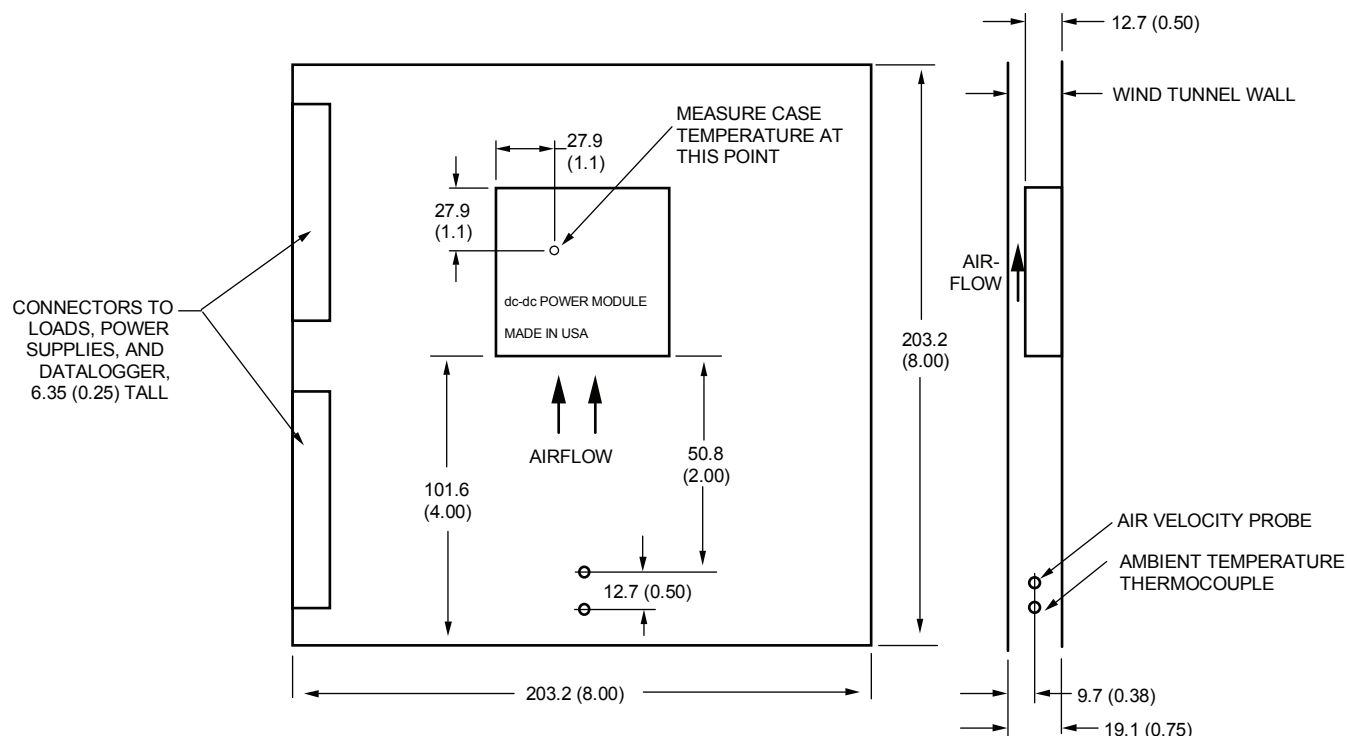 12.7 (0.50)
WIND TUNNEL WALL
MEASURE CASE
TEMPERATURE AT
THIS POINT
27.9
(1.1)
27.9
(1.1)
AIR-
FLOW
dc-dc POWER MODULE
MADE IN USA
CONNECTORS TO
LOADS, POWER
SUPPLIES, AND
DATALOGGER,
6.35 (0.25) TALL
203.2
(8.00)
AIRFLOW
50.8
(2.00)
101.6
(4.00)
AIR VELOCITY PROBE
AMBIENT TEMPERATURE
THERMOCOUPLE
12.7 (0.50)
203.2 (8.00)
9.7 (0.38)
19.1 (0.75)